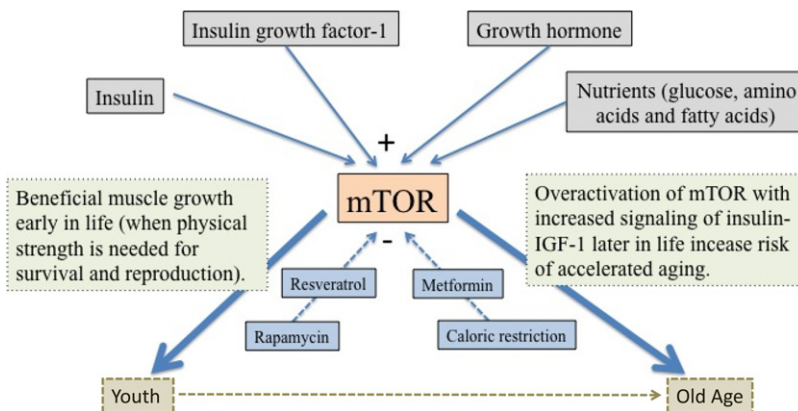 Insulin growth factor-1
Growth hormone
Insulin
Nutrients (glucose, amino
acids and fatty acids)
+
mTOR
-
Beneficial muscle growth
early in life (when physical
strength is needed for
survival and reproduction).
Overactivation of mTOR with
increased signaling of insulin-
IGF-1 later in life incease risk
of accelerated aging.
Resveratrol
Metformin
Rapamycin
Caloric restriction
Youth
Old Age